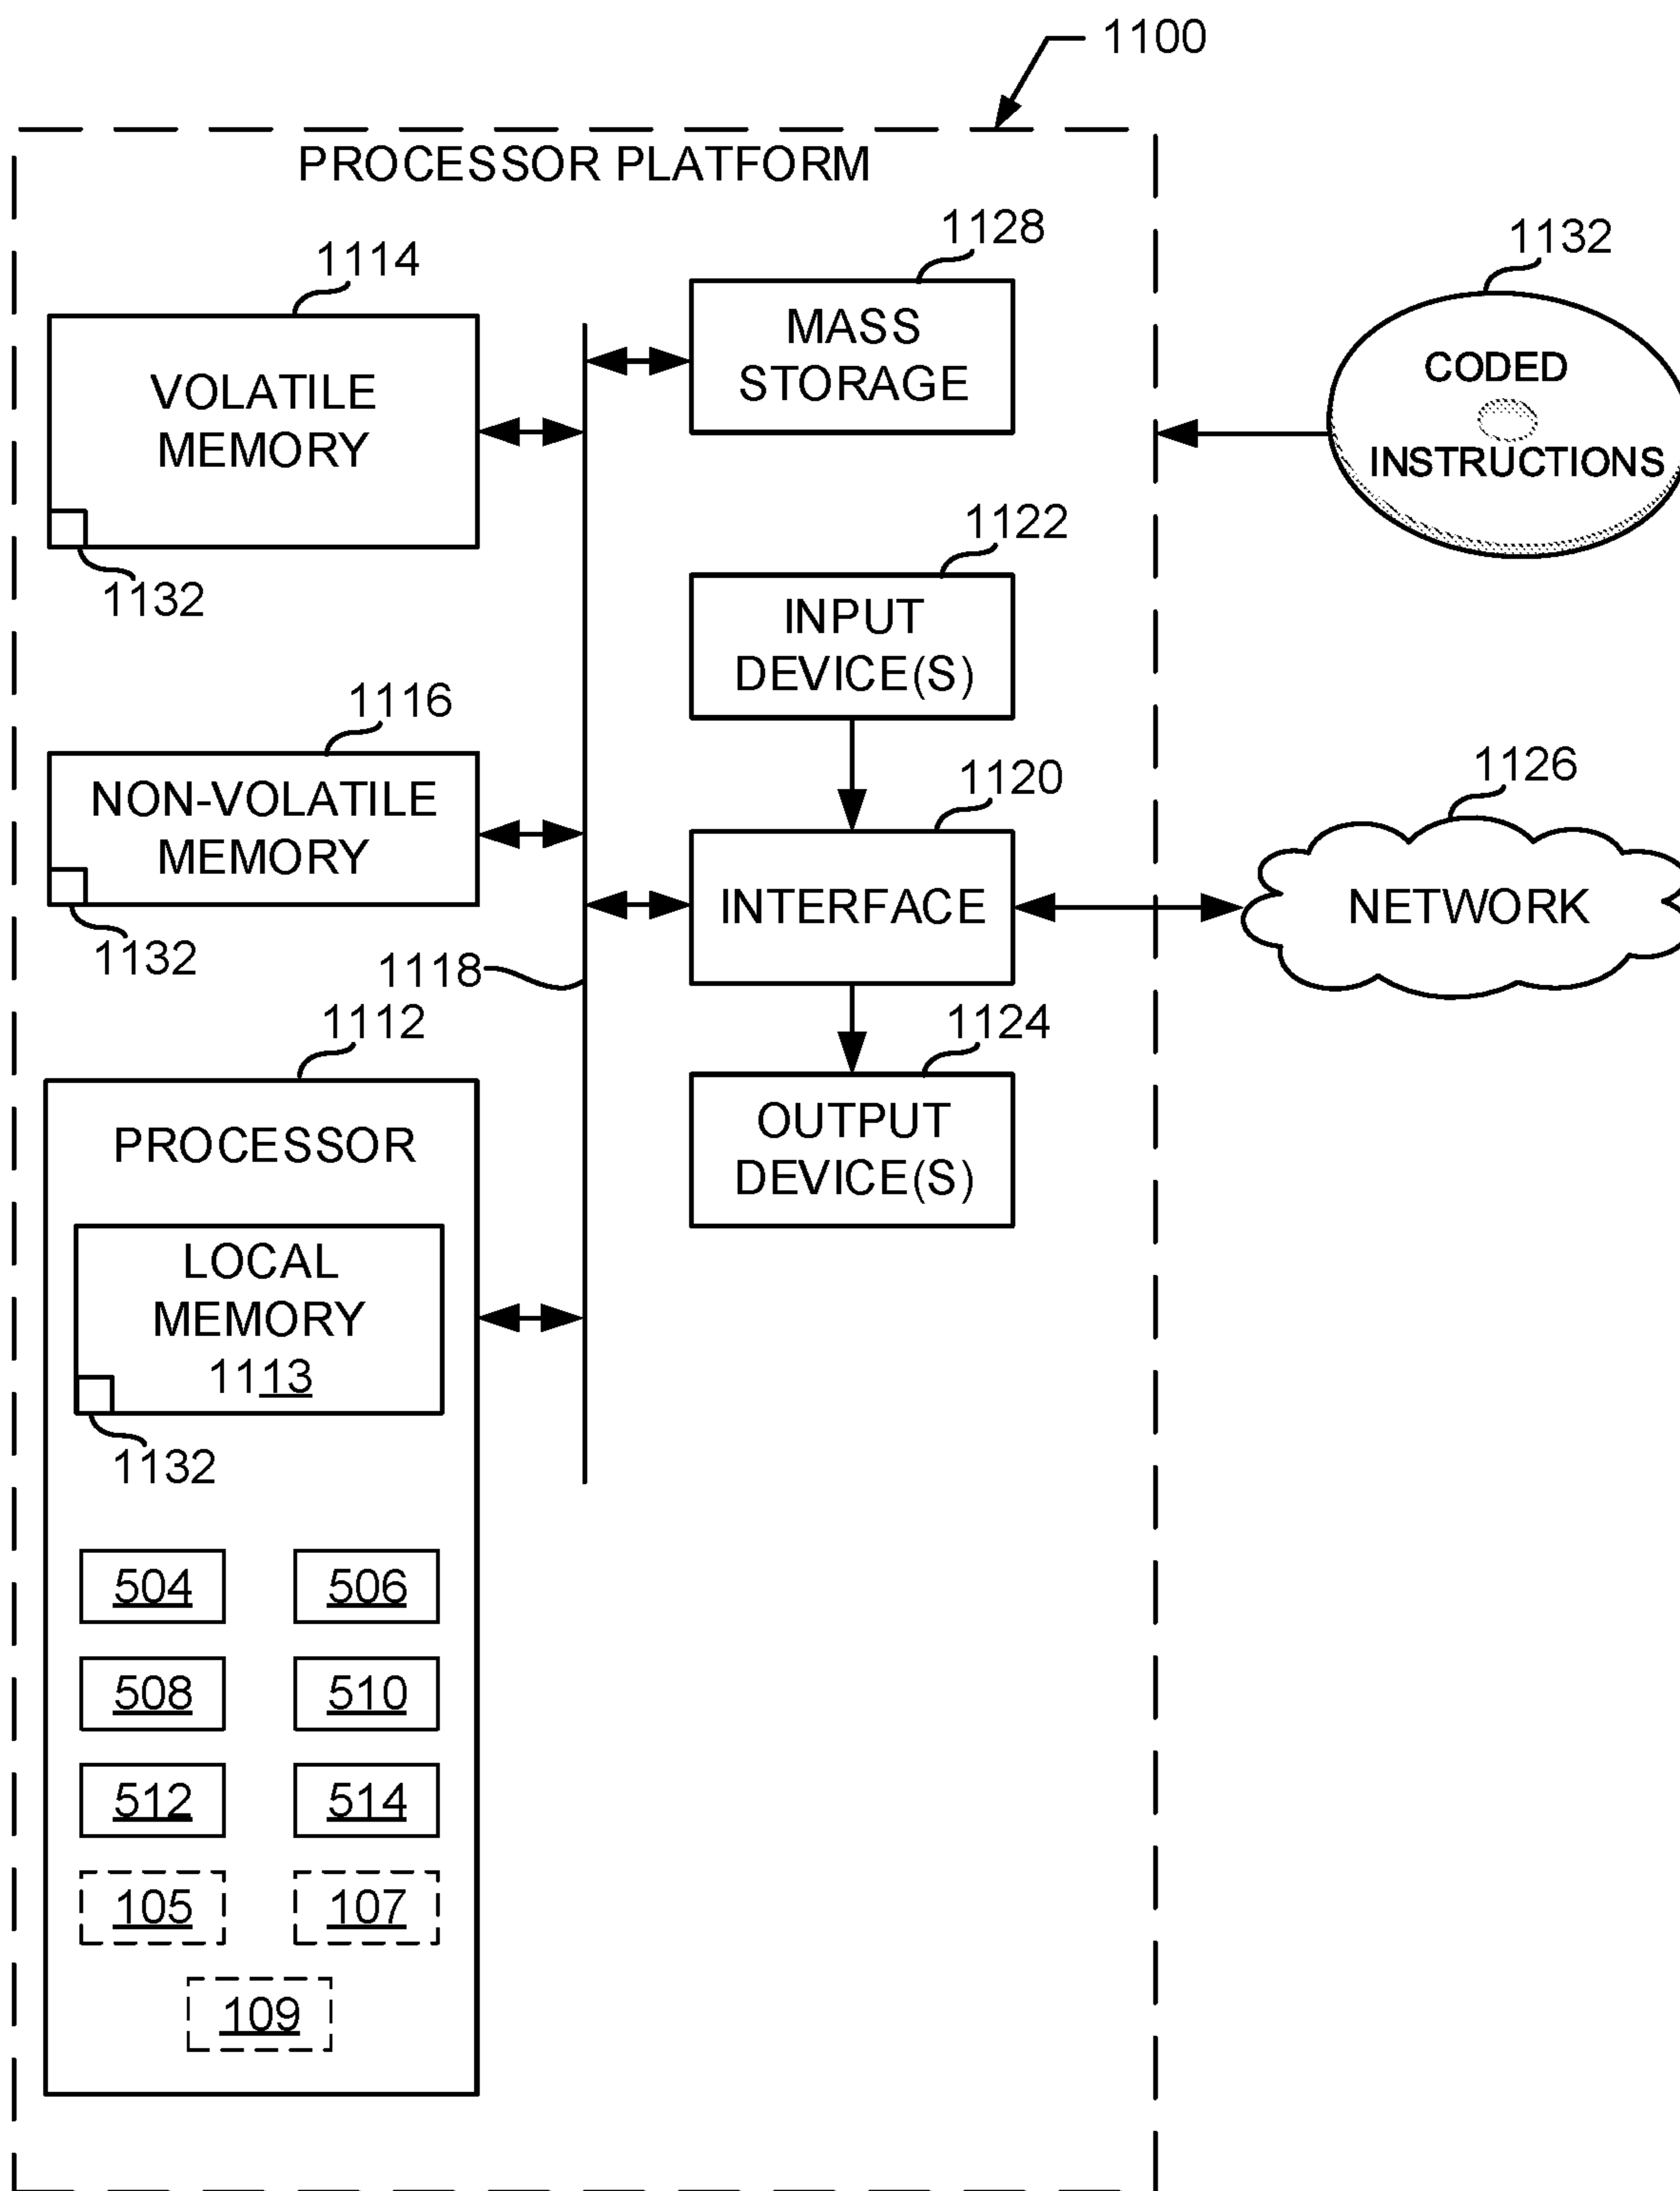 1100
PROCESSOR PLATFORM
1114
VOLATILE
MEMORY
1132
1128
MASS
STORAGE
1132
CODED
INSTRUCTIONS
1122
INPUT
DEVICE(S)
1116
NON-VOLATILE
MEMORY
1132
1120
INTERFACE
1126
NETWORK
1118
1124
OUTPUT
DEVICE(S)
1112
PROCESSOR
LOCAL
MEMORY
1113
1132
504
506
508
510
512
514
105
107
109